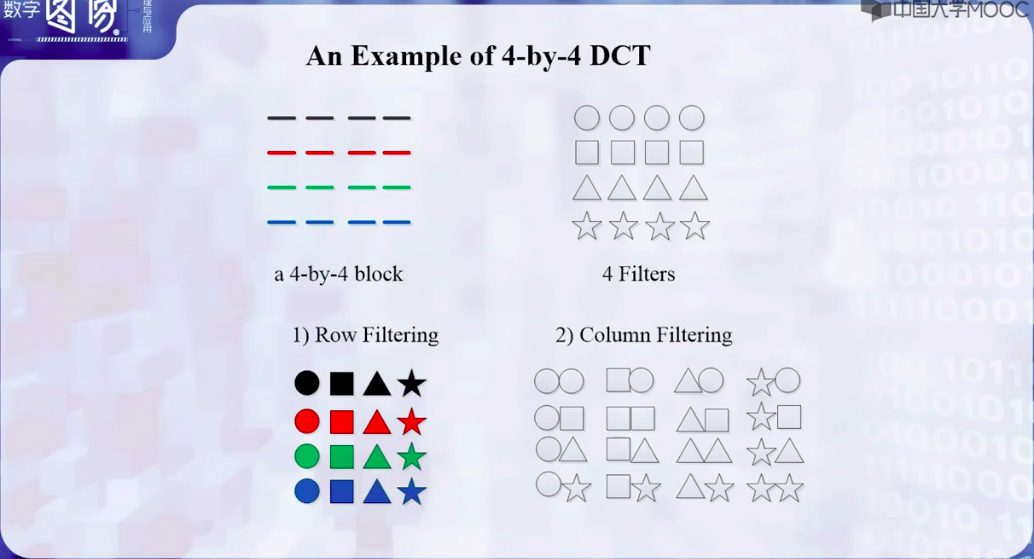 数字图像
理与应用
中国大学MOOC
An Example of 4-by-4 DCT
a 4-by-4 block
4 Filters
1) Row Filtering
2) Column Filtering